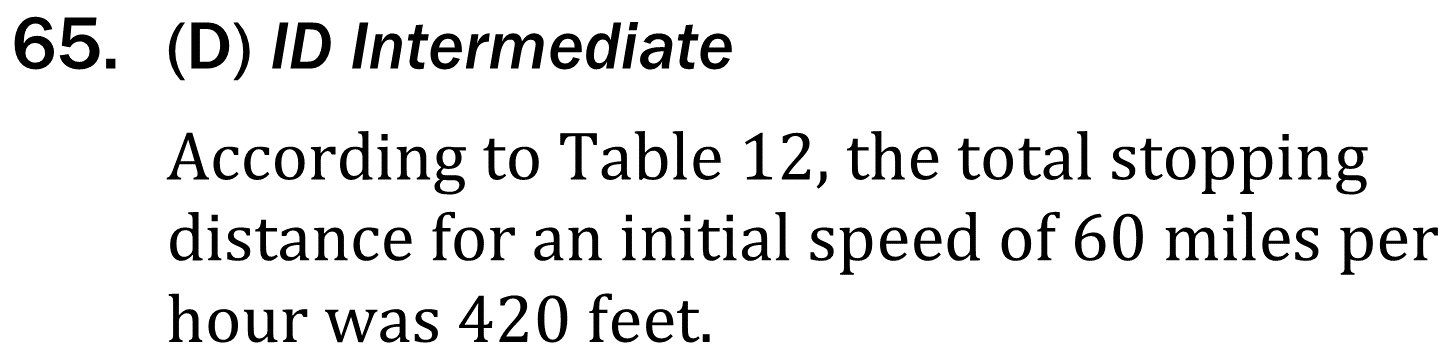 65. (D) ID Intermediate
According to Table 12, the total stopping
distance for an initial speed of 60 miles per
hour was 420 feet.